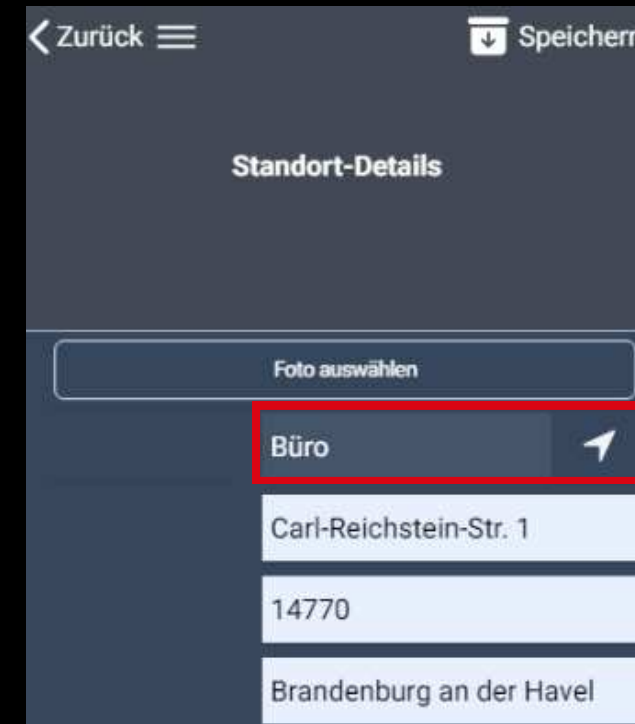 Zurück Speichern
Standort-Details
Foto auswählen
Büro
Carl-Reichstein-Str. 1
14770
Brandenburg an der Havel